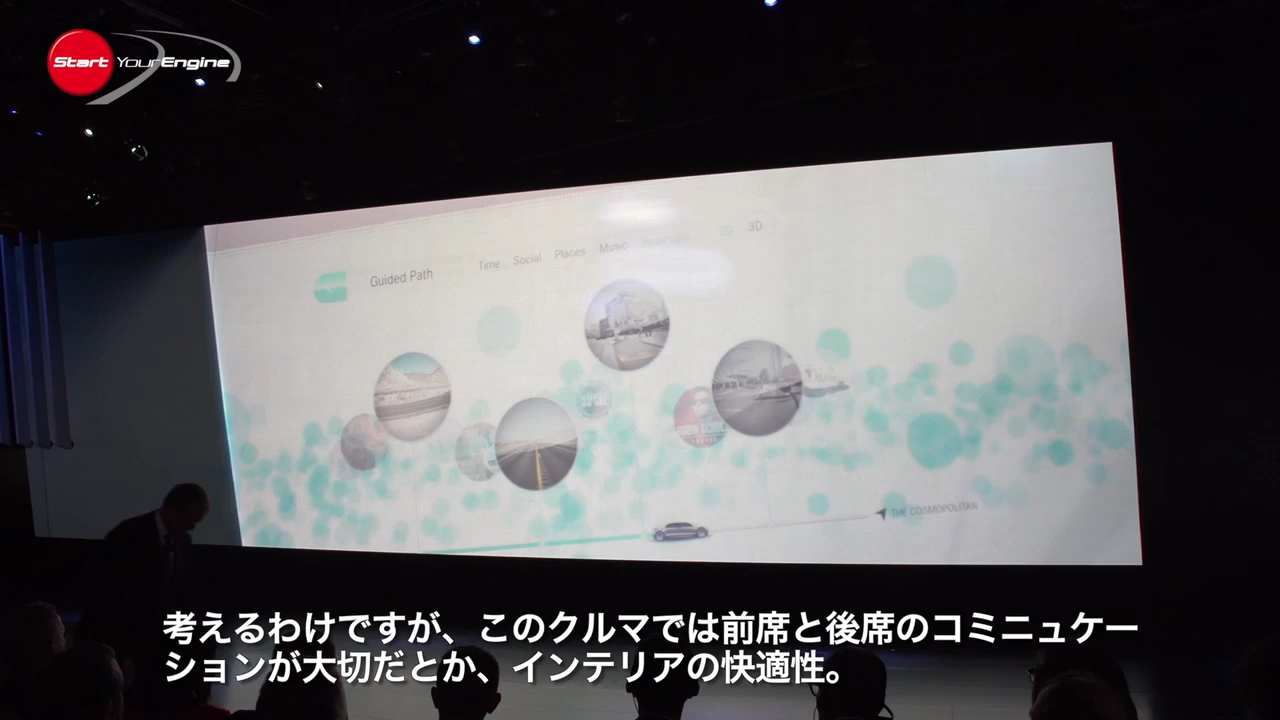 Start YourEngine
Guided Path
Time Social Places Music
3D
THE COSMOPOLITAN
考えるわけですが、このクルマでは前席と後席のコミニュケー
ションが大切だとか、インテリアの快適性。